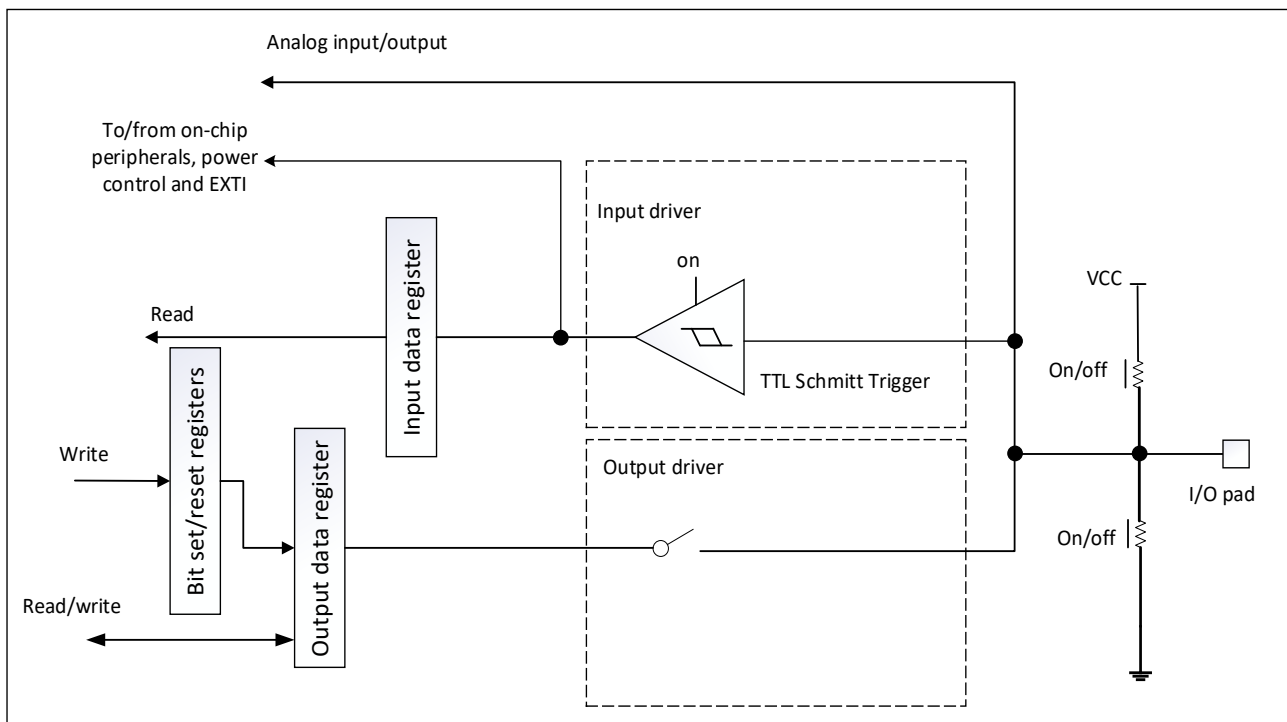 Analog input/output
To/from on-chip
peripherals, power
control and EXTI
Input driver
on
VCC
Input data register
Read
On/off
TTL Schmitt Trigger
Bit set/reset registers
Write
Output data register
Output driver
I/O pad
On/off
Read/write